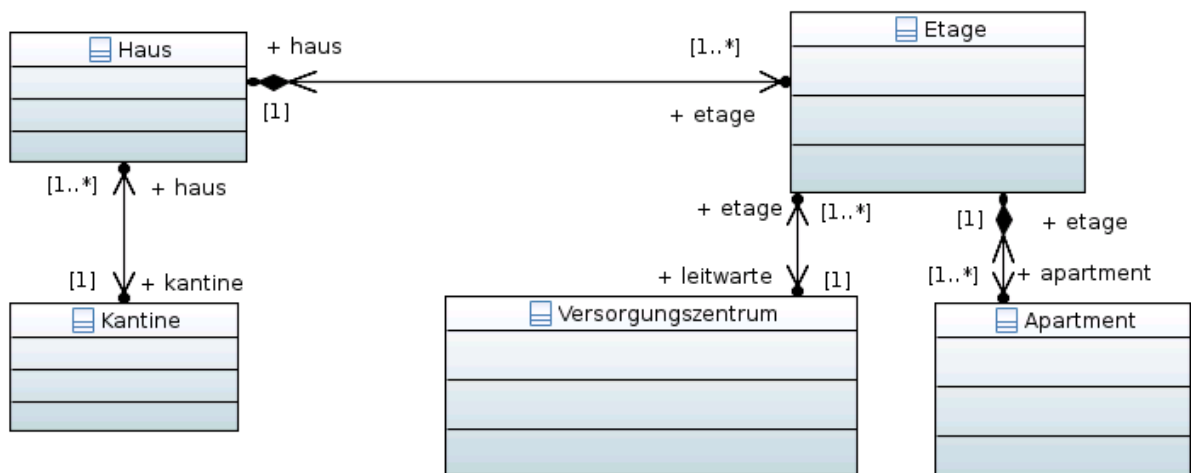 Haus
+ haus
[1]
[1..*]
+ etage
Etage
[1..*]
+ haus
[1]
+ kantine
Kantine
+ etage
[1..*]
+ leitwarte
[1]
Versorgungszentrum
[1]
+ etage
[1..*]
+ apartment
Apartment